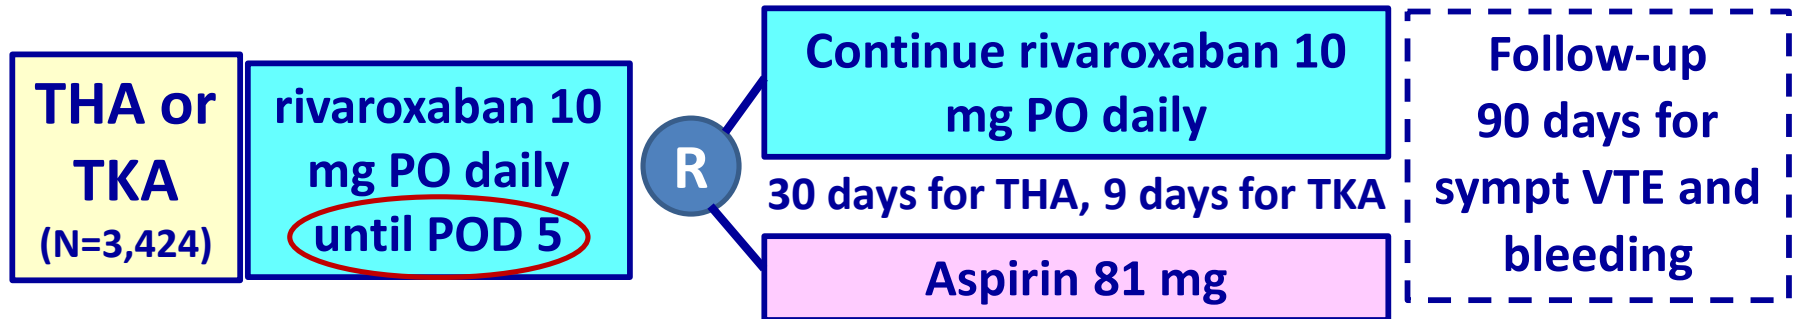 THA or
TKA
(N=3,424)
rivaroxaban 10
mg PO daily
until POD 5
R
Continue rivaroxaban 10
mg PO daily
30 days for THA, 9 days for TKA
Aspirin 81 mg
Follow-up
90 days for
sympt VTE and
bleeding